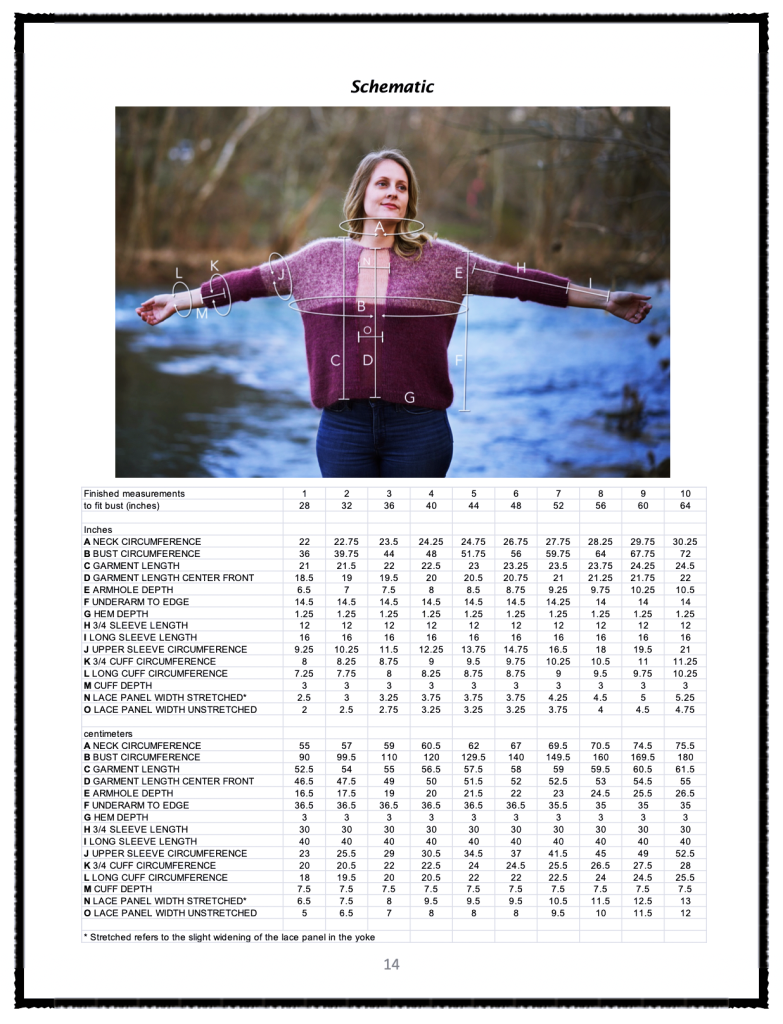 Schematic
A
N
L
K
J
E
H
I
M
B
O
C
D
F
G
Finished measurements 1 2 3 4 5 6 7 8 9 10
to fit bust (inches) 28 32 36 40 44 48 52 56 60 64
Inches
A NECK CIRCUMFERENCE 22 22.75 23.5 24.25 24.75 26.75 27.75 28.25 29.75 30.25
B BUST CIRCUMFERENCE 36 39.75 44 48 51.75 56 59.75 64 67.75 72
C GARMENT LENGTH 21 21.5 22 22.5 23 23.25 23.5 23.75 24.25 24.5
D GARMENT LENGTH CENTER FRONT 18.5 19 19.5 20 20.5 20.75 21 21.25 21.75 22
E ARMHOLE DEPTH 6.5 7 7.5 8 8.5 8.75 9.25 9.75 10.25 10.5
F UNDERARM TO EDGE 14.5 14.5 14.5 14.5 14.5 14.5 14.25 14 14 14
G HEM DEPTH 1.25 1.25 1.25 1.25 1.25 1.25 1.25 1.25 1.25 1.25
H 3/4 SLEEVE LENGTH 12 12 12 12 12 12 12 12 12 12
I LONG SLEEVE LENGTH 16 16 16 16 16 16 16 16 16 16
J UPPER SLEEVE CIRCUMFERENCE 9.25 10.25 11.5 12.25 13.75 14.75 16.5 18 19.5 21
K 3/4 CUFF CIRCUMFERENCE 8 8.25 8.75 9 9.5 9.75 10.25 10.5 11 11.25
L LONG CUFF CIRCUMFERENCE 7.25 7.75 8 8.25 8.75 8.75 9 9.5 9.75 10.25
M CUFF DEPTH 3 3 3 3 3 3 3 3 3 3
N LACE PANEL WIDTH STRETCHED* 2.5 3 3.25 3.75 3.75 3.75 4.25 4.5 5 5.25
O LACE PANEL WIDTH UNSTRETCHED 2 2.5 2.75 3.25 3.25 3.25 3.75 4 4.5 4.75
centimeters
A NECK CIRCUMFERENCE 55 57 59 60.5 62 67 69.5 70.5 74.5 75.5
B BUST CIRCUMFERENCE 90 99.5 110 120 129.5 140 149.5 160 169.5 180
C GARMENT LENGTH 52.5 54 55 56.5 57.5 58 59 59.5 60.5 61.5
D GARMENT LENGTH CENTER FRONT 46.5 47.5 49 50 51.5 52 52.5 53 54.5 55
E ARMHOLE DEPTH 16.5 17.5 19 20 21.5 22 23 24.5 25.5 26.5
F UNDERARM TO EDGE 36.5 36.5 36.5 36.5 36.5 36.5 35.5 35 35 35
G HEM DEPTH 3 3 3 3 3 3 3 3 3 3
H 3/4 SLEEVE LENGTH 30 30 30 30 30 30 30 30 30 30
I LONG SLEEVE LENGTH 40 40 40 40 40 40 40 40 40 40
J UPPER SLEEVE CIRCUMFERENCE 23 25.5 29 30.5 34.5 37 41.5 45 49 52.5
K 3/4 CUFF CIRCUMFERENCE 20 20.5 22 22.5 24 24.5 25.5 26.5 27.5 28
L LONG CUFF CIRCUMFERENCE 18 19.5 20 20.5 22 22 22.5 24 24.5 25.5
M CUFF DEPTH 7.5 7.5 7.5 7.5 7.5 7.5 7.5 7.5 7.5 7.5
N LACE PANEL WIDTH STRETCHED* 6.5 7.5 8 9.5 9.5 9.5 10.5 11.5 12.5 13
O LACE PANEL WIDTH UNSTRETCHED 5 6.5 7 8 8 8 9.5 10 11.5 12
* Stretched refers to the slight widening of the lace panel in the yoke
14